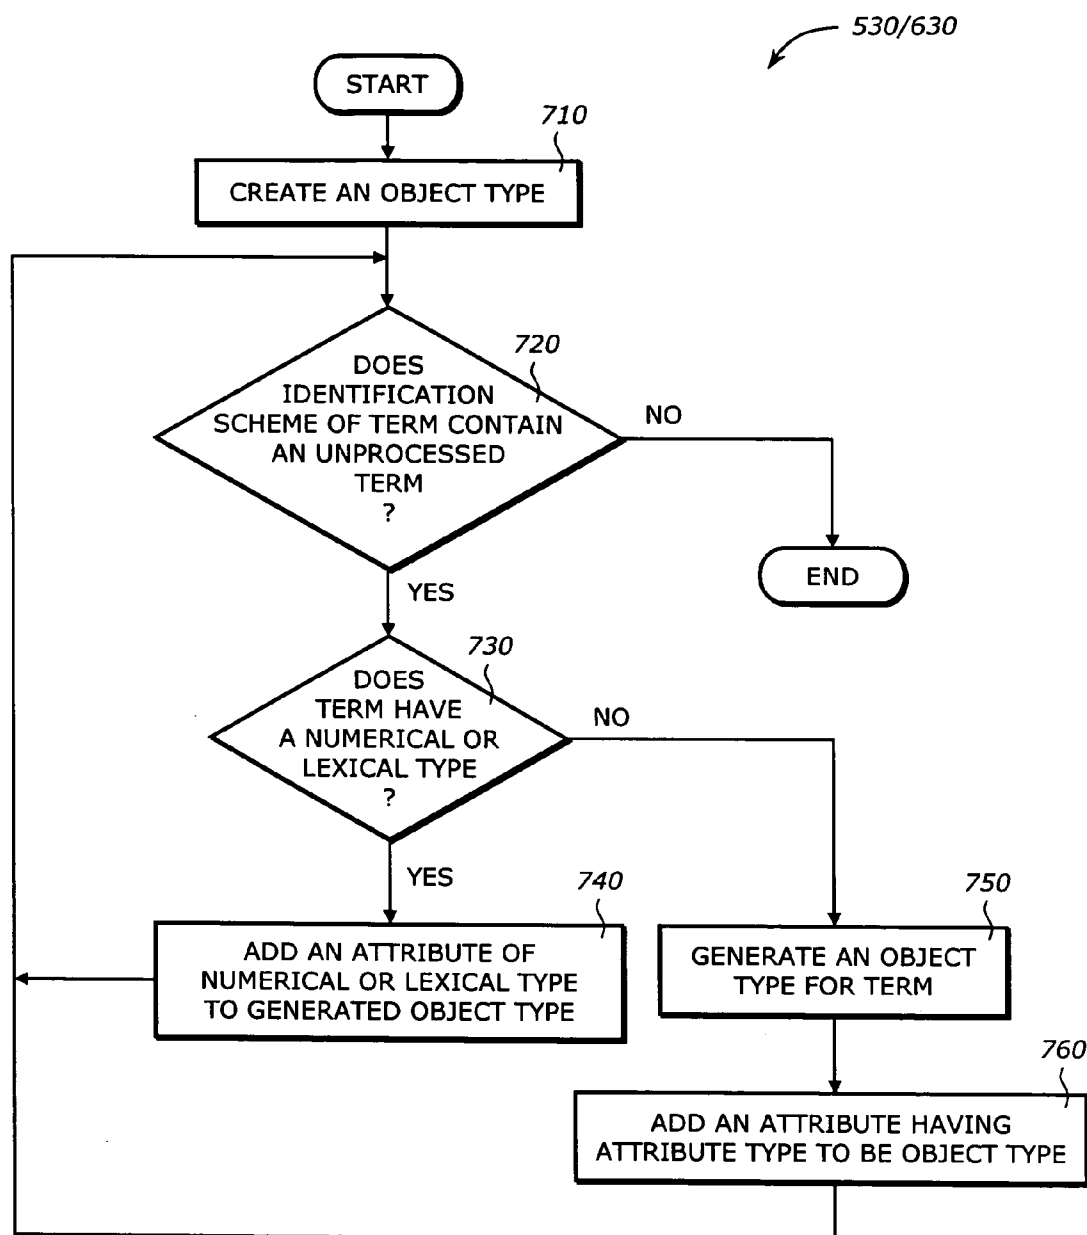 530/630
START
710
CREATE AN OBJECT TYPE
720
DOES
IDENTIFICATION
SCHEME OF TERM CONTAIN
AN UNPROCESSED
TERM
?
NO
END
YES
730
DOES
TERM HAVE
A NUMERICAL OR
LEXICAL TYPE
?
NO
YES
740
ADD AN ATTRIBUTE OF
NUMERICAL OR LEXICAL TYPE
TO GENERATED OBJECT TYPE
750
GENERATE AN OBJECT
TYPE FOR TERM
760
ADD AN ATTRIBUTE HAVING
ATTRIBUTE TYPE TO BE OBJECT TYPE